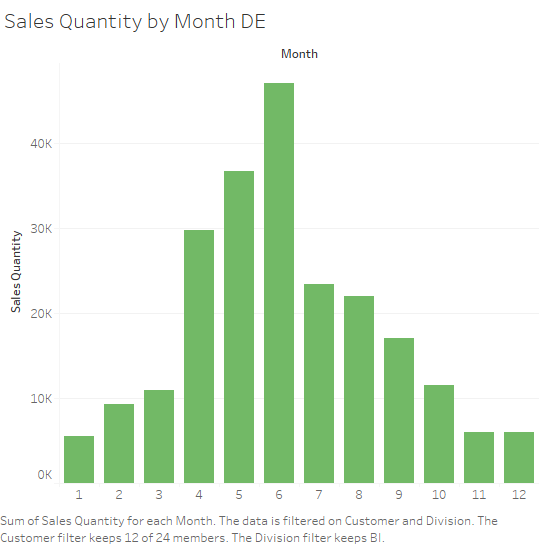 Sales Quantity by Month DE
Month
Sales Quantity
40K
30K
20K
10K
0K
1 2 3 4 5 6 7 8 9 10 11 12
Sum of Sales Quantity for each Month. The data is filtered on Customer and Division. The
Customer filter keeps 12 of 24 members. The Division filter keeps BI.